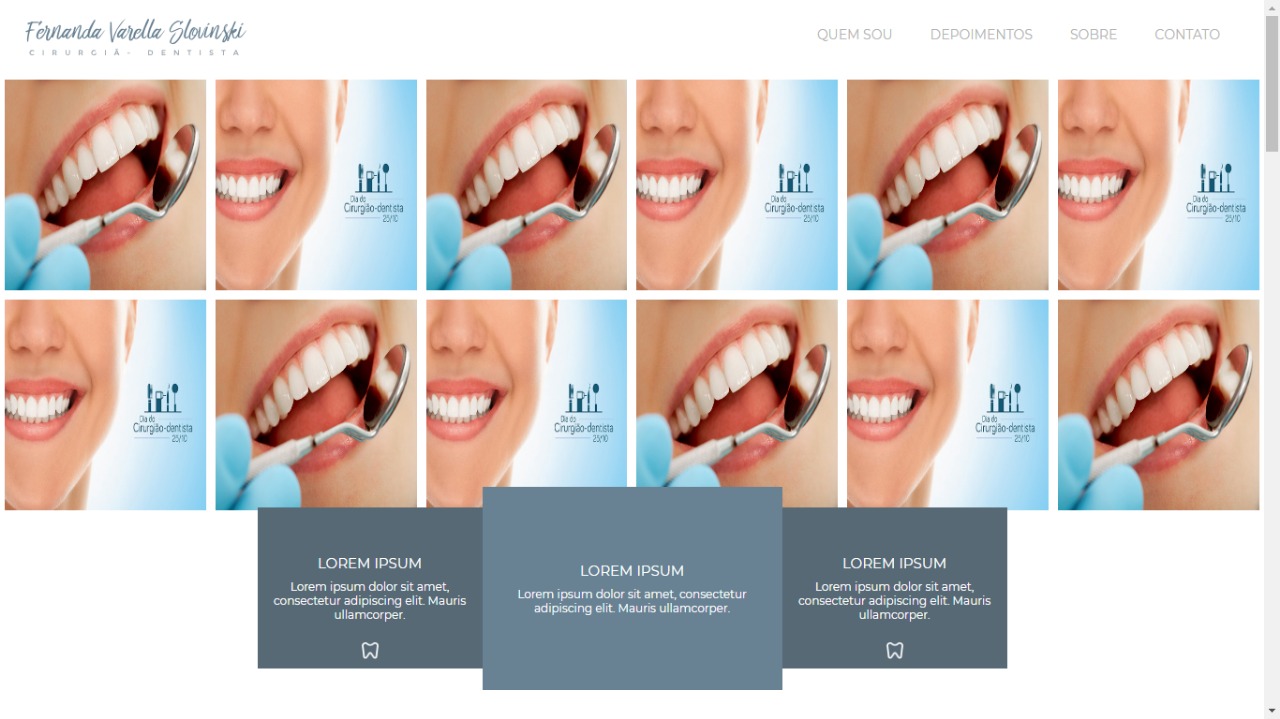 Fernanda Varella Slovinski
CIRURGIÃ- DENTISTA
QUEM SOU DEPOIMENTOS SOBRE CONTATO
Dia do
Cirurgião-dentista
25/10
Dia do
Cirurgião-dentista
25/10
Dia do
Cirurgião-dentista
25/10
Dia do
Cirurgião-dentista
25/10
Dia do
Cirurgião-dentista
25/10
Dia do
Cirurgião-dentista
25/10
LOREM IPSUM
Lorem ipsum dolor sit amet,
consectetur adipiscing elit. Mauris
ullamcorper.
LOREM IPSUM
Lorem ipsum dolor sit amet, consectetur
adipiscing elit. Mauris ullamcorper.
LOREM IPSUM
Lorem ipsum dolor sit amet,
consectetur adipiscing elit. Mauris
ullamcorper.